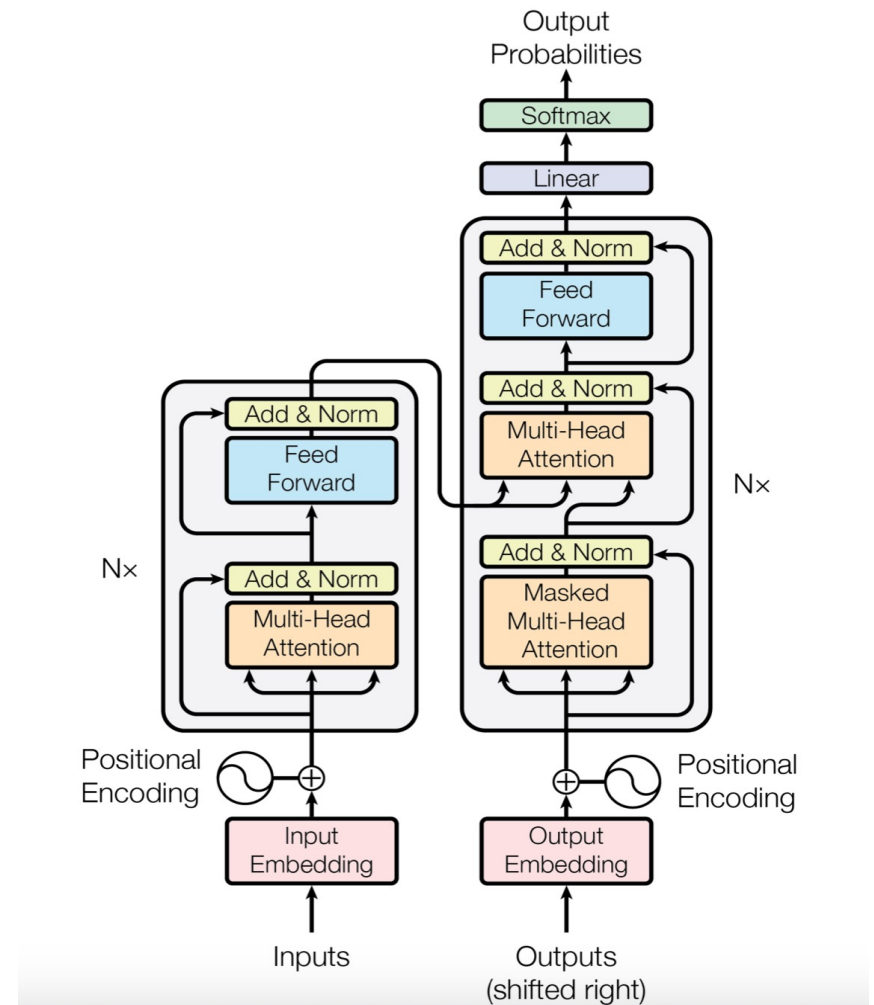 Output
Probabilities
Softmax
Linear
Add & Norm
Feed
Forward
Add & Norm
Multi-Head
Attention
Nx
Add & Norm
Masked
Multi-Head
Attention
Add & Norm
Feed
Forward
Nx
Add & Norm
Multi-Head
Attention
Positional
Encoding
Positional
Encoding
Input
Embedding
Output
Embedding
Inputs
Outputs
(shifted right)